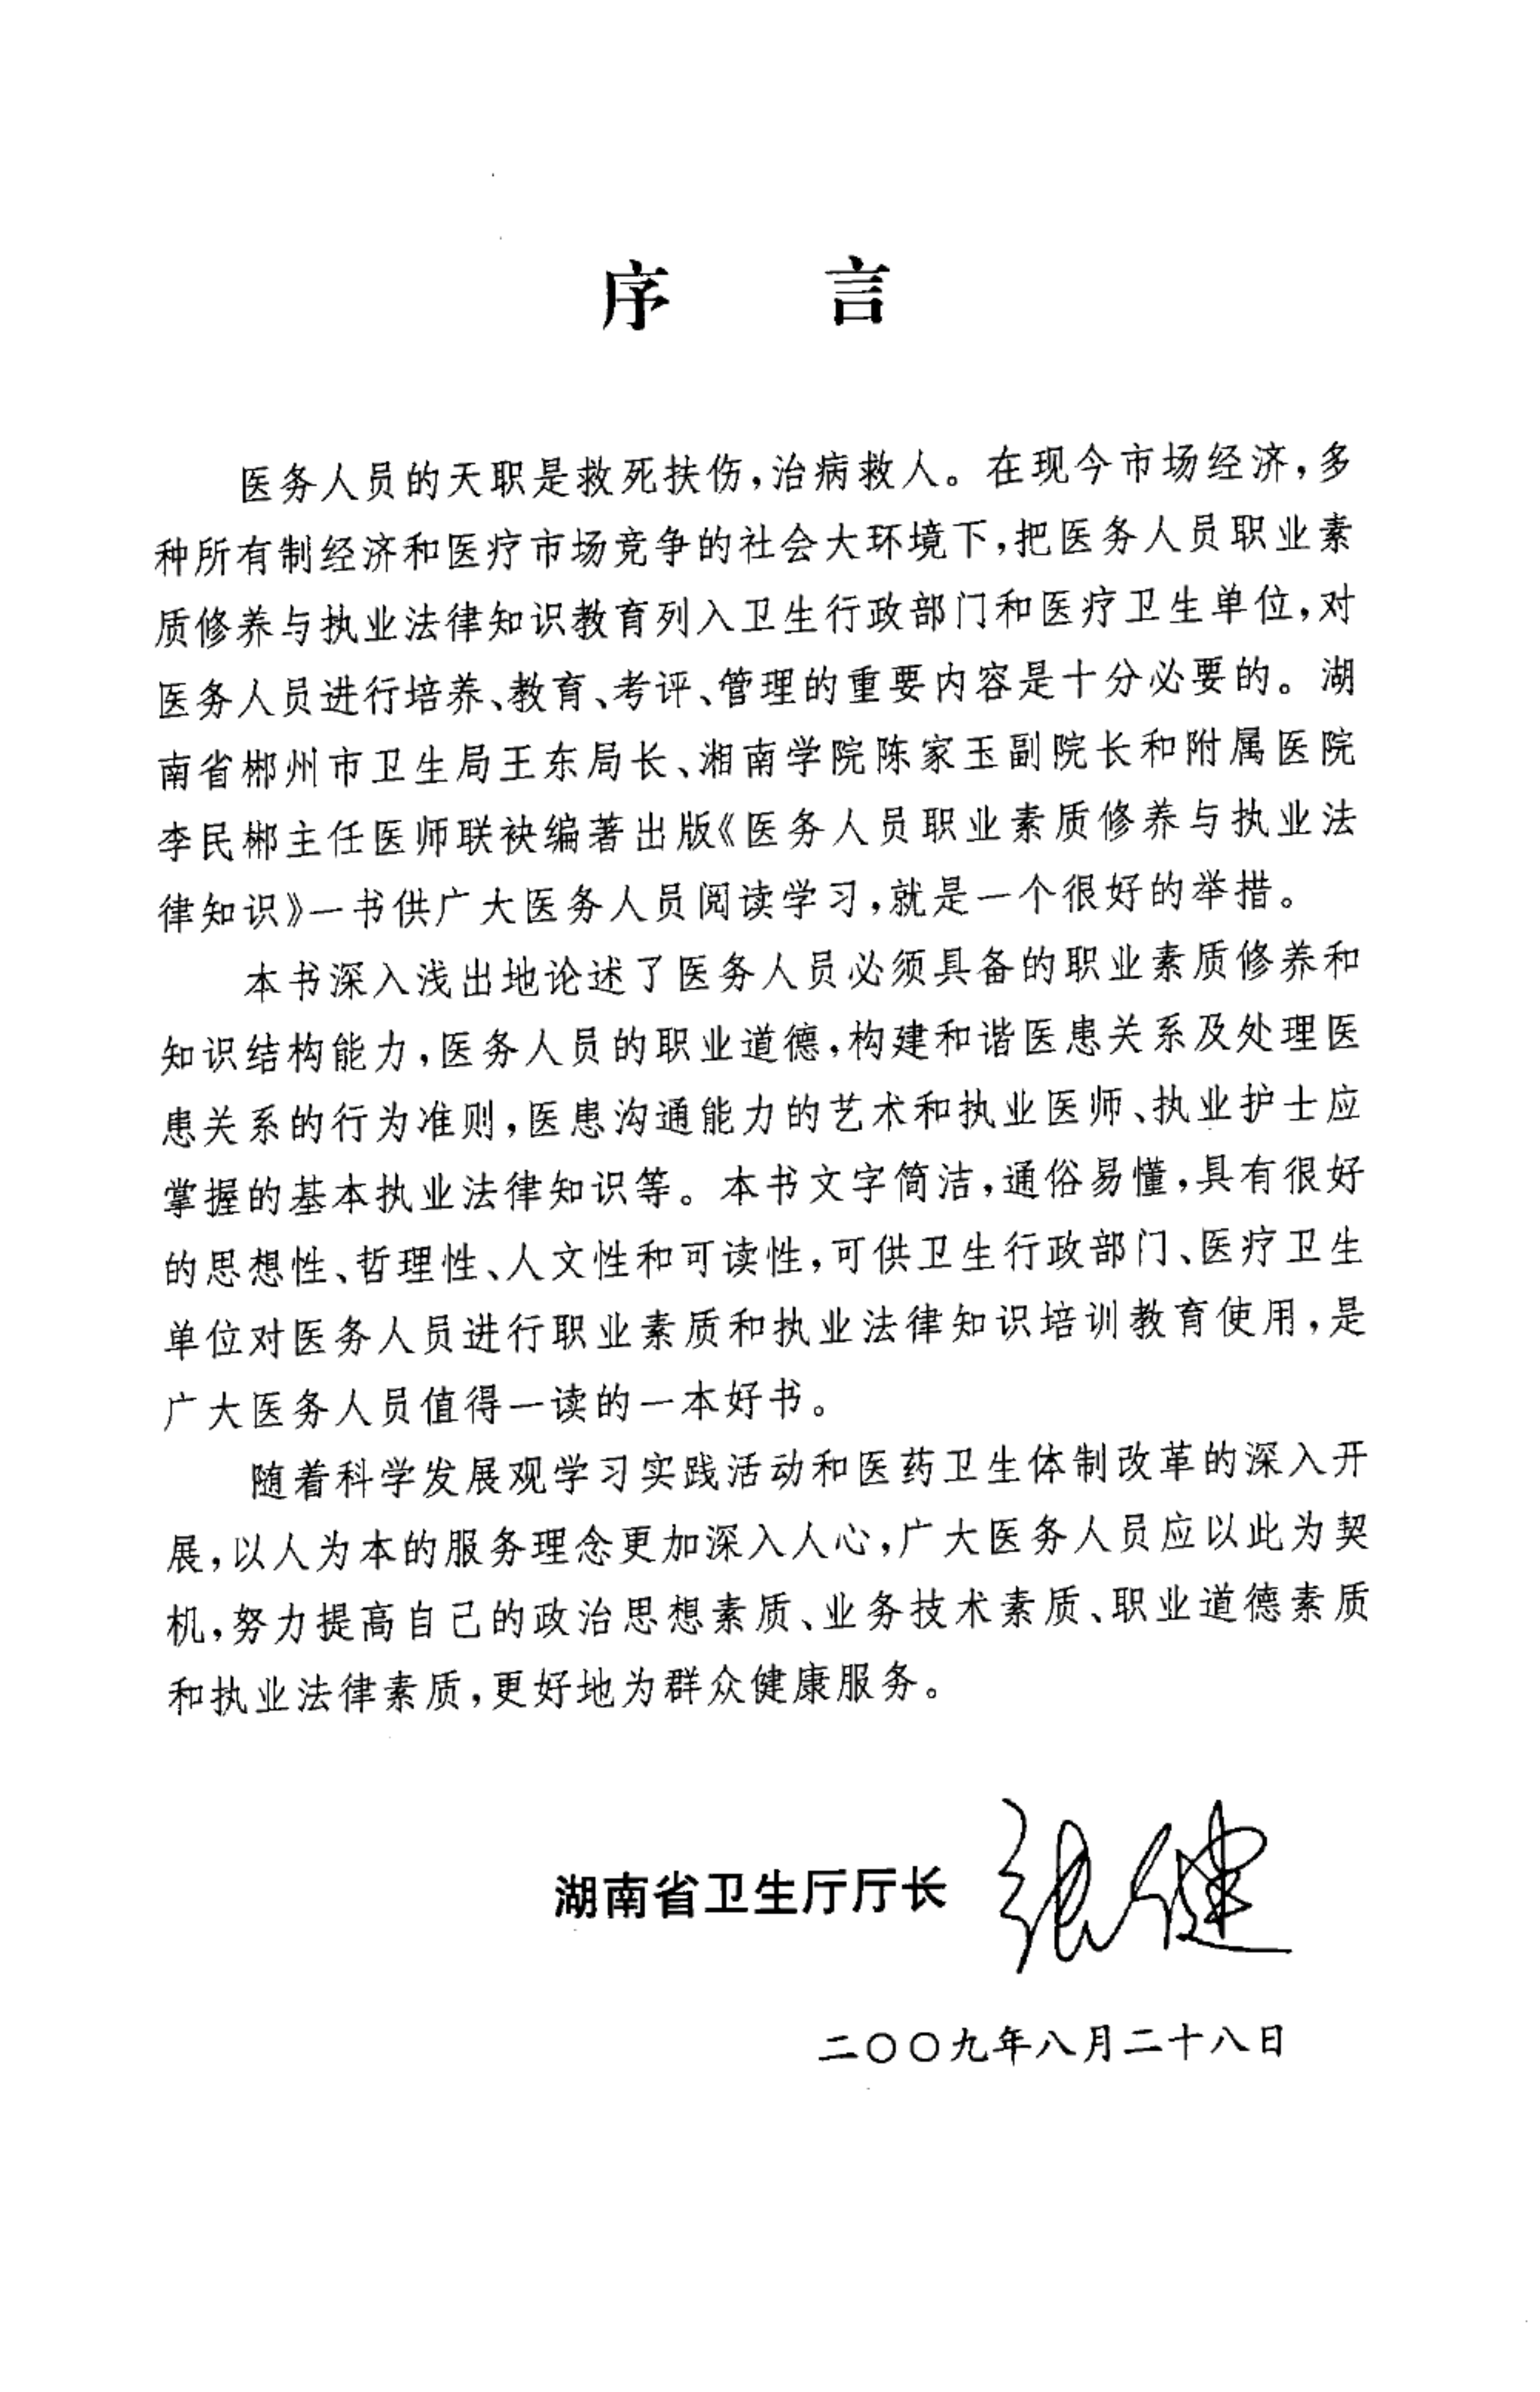 序 言
医务人员的天职是救死扶伤,治病救人。在现今市场经济,多
种所有制经济和医疗市场竞争的社会大环境下,把医务人员职业素
质修养与执业法律知识教育列入卫生行政部门和医疗卫生单位,对
医务人员进行培养、教育、考评、管理的重要内容是十分必要的。湖
南省郴州市卫生局王东局长、湘南学院陈家玉副院长和附属医院
李民郴主任医师联袂编著出版《医务人员职业素质修养与执业法
律知识》一书供广大医务人员阅读学习,就是一个很好的举措。
本书深入浅出地论述了医务人员必须具备的职业素质修养和
知识结构能力,医务人员的职业道德,构建和谐医患关系及处理医
患关系的行为准则,医患沟通能力的艺术和执业医师、执业护士应
掌握的基本执业法律知识等。本书文字简洁,通俗易懂,具有很好
的思想性、哲理性、人文性和可读性,可供卫生行政部门、医疗卫生
单位对医务人员进行职业素质和执业法律知识培训教育使用,是
广大医务人员值得一读的一本好书。
随着科学发展观学习实践活动和医药卫生体制改革的深入开
展,以人为本的服务理念更加深入人心,广大医务人员应以此为契
机,努力提高自己的政治思想素质、业务技术素质、职业道德素质
和执业法律素质,更好地为群众健康服务。
湖南省卫生厅厅长 张健
二〇〇九年八月二十八日